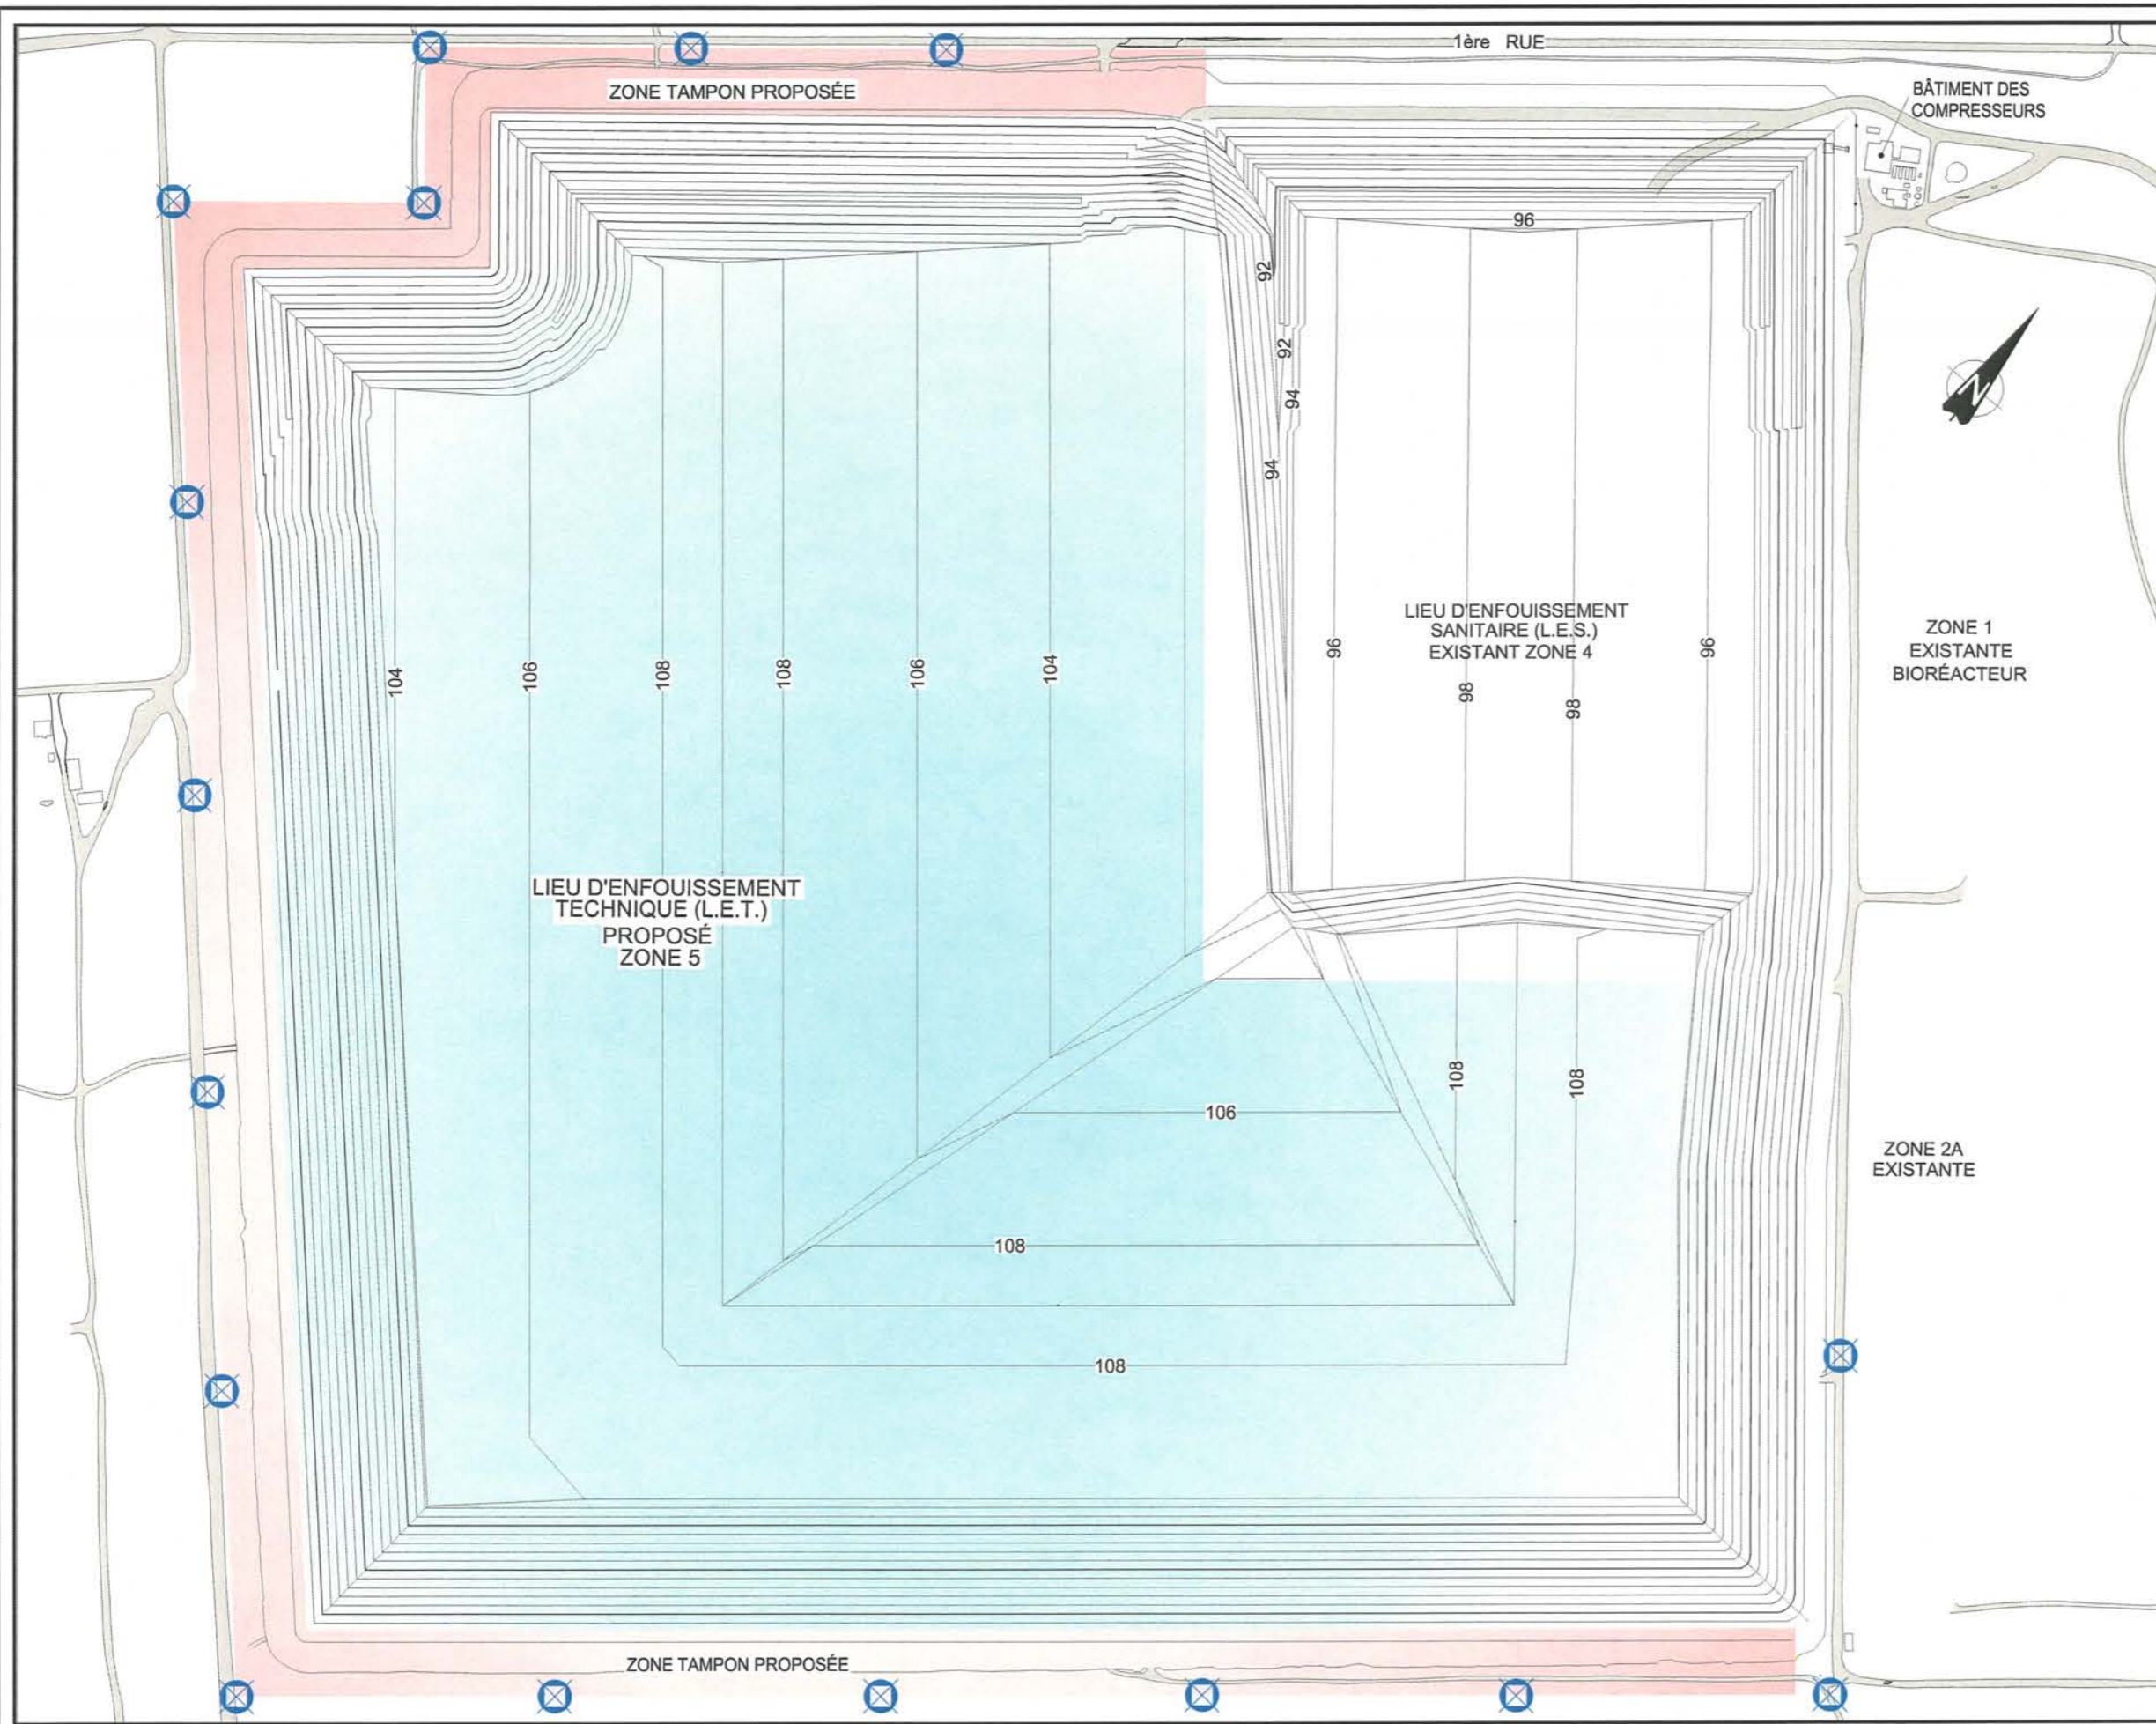 1ère RUE
ZONE TAMPON PROPOSÉE
BÂTIMENT DES
COMPRESSEURS
96
92
N
92
94
94
LIEU D'ENFOUISSEMENT
SANITAIRE (L.E.S.)
EXISTANT ZONE 4
ZONE 1
EXISTANTE
BIORÉACTEUR
104
106
108
108
106
104
96
98
98
96
LIEU D'ENFOUISSEMENT
TECHNIQUE (L.E.T.)
PROPOSÉ
ZONE 5
108
108
106
ZONE 2A
EXISTANTE
108
108
ZONE TAMPON PROPOSÉE